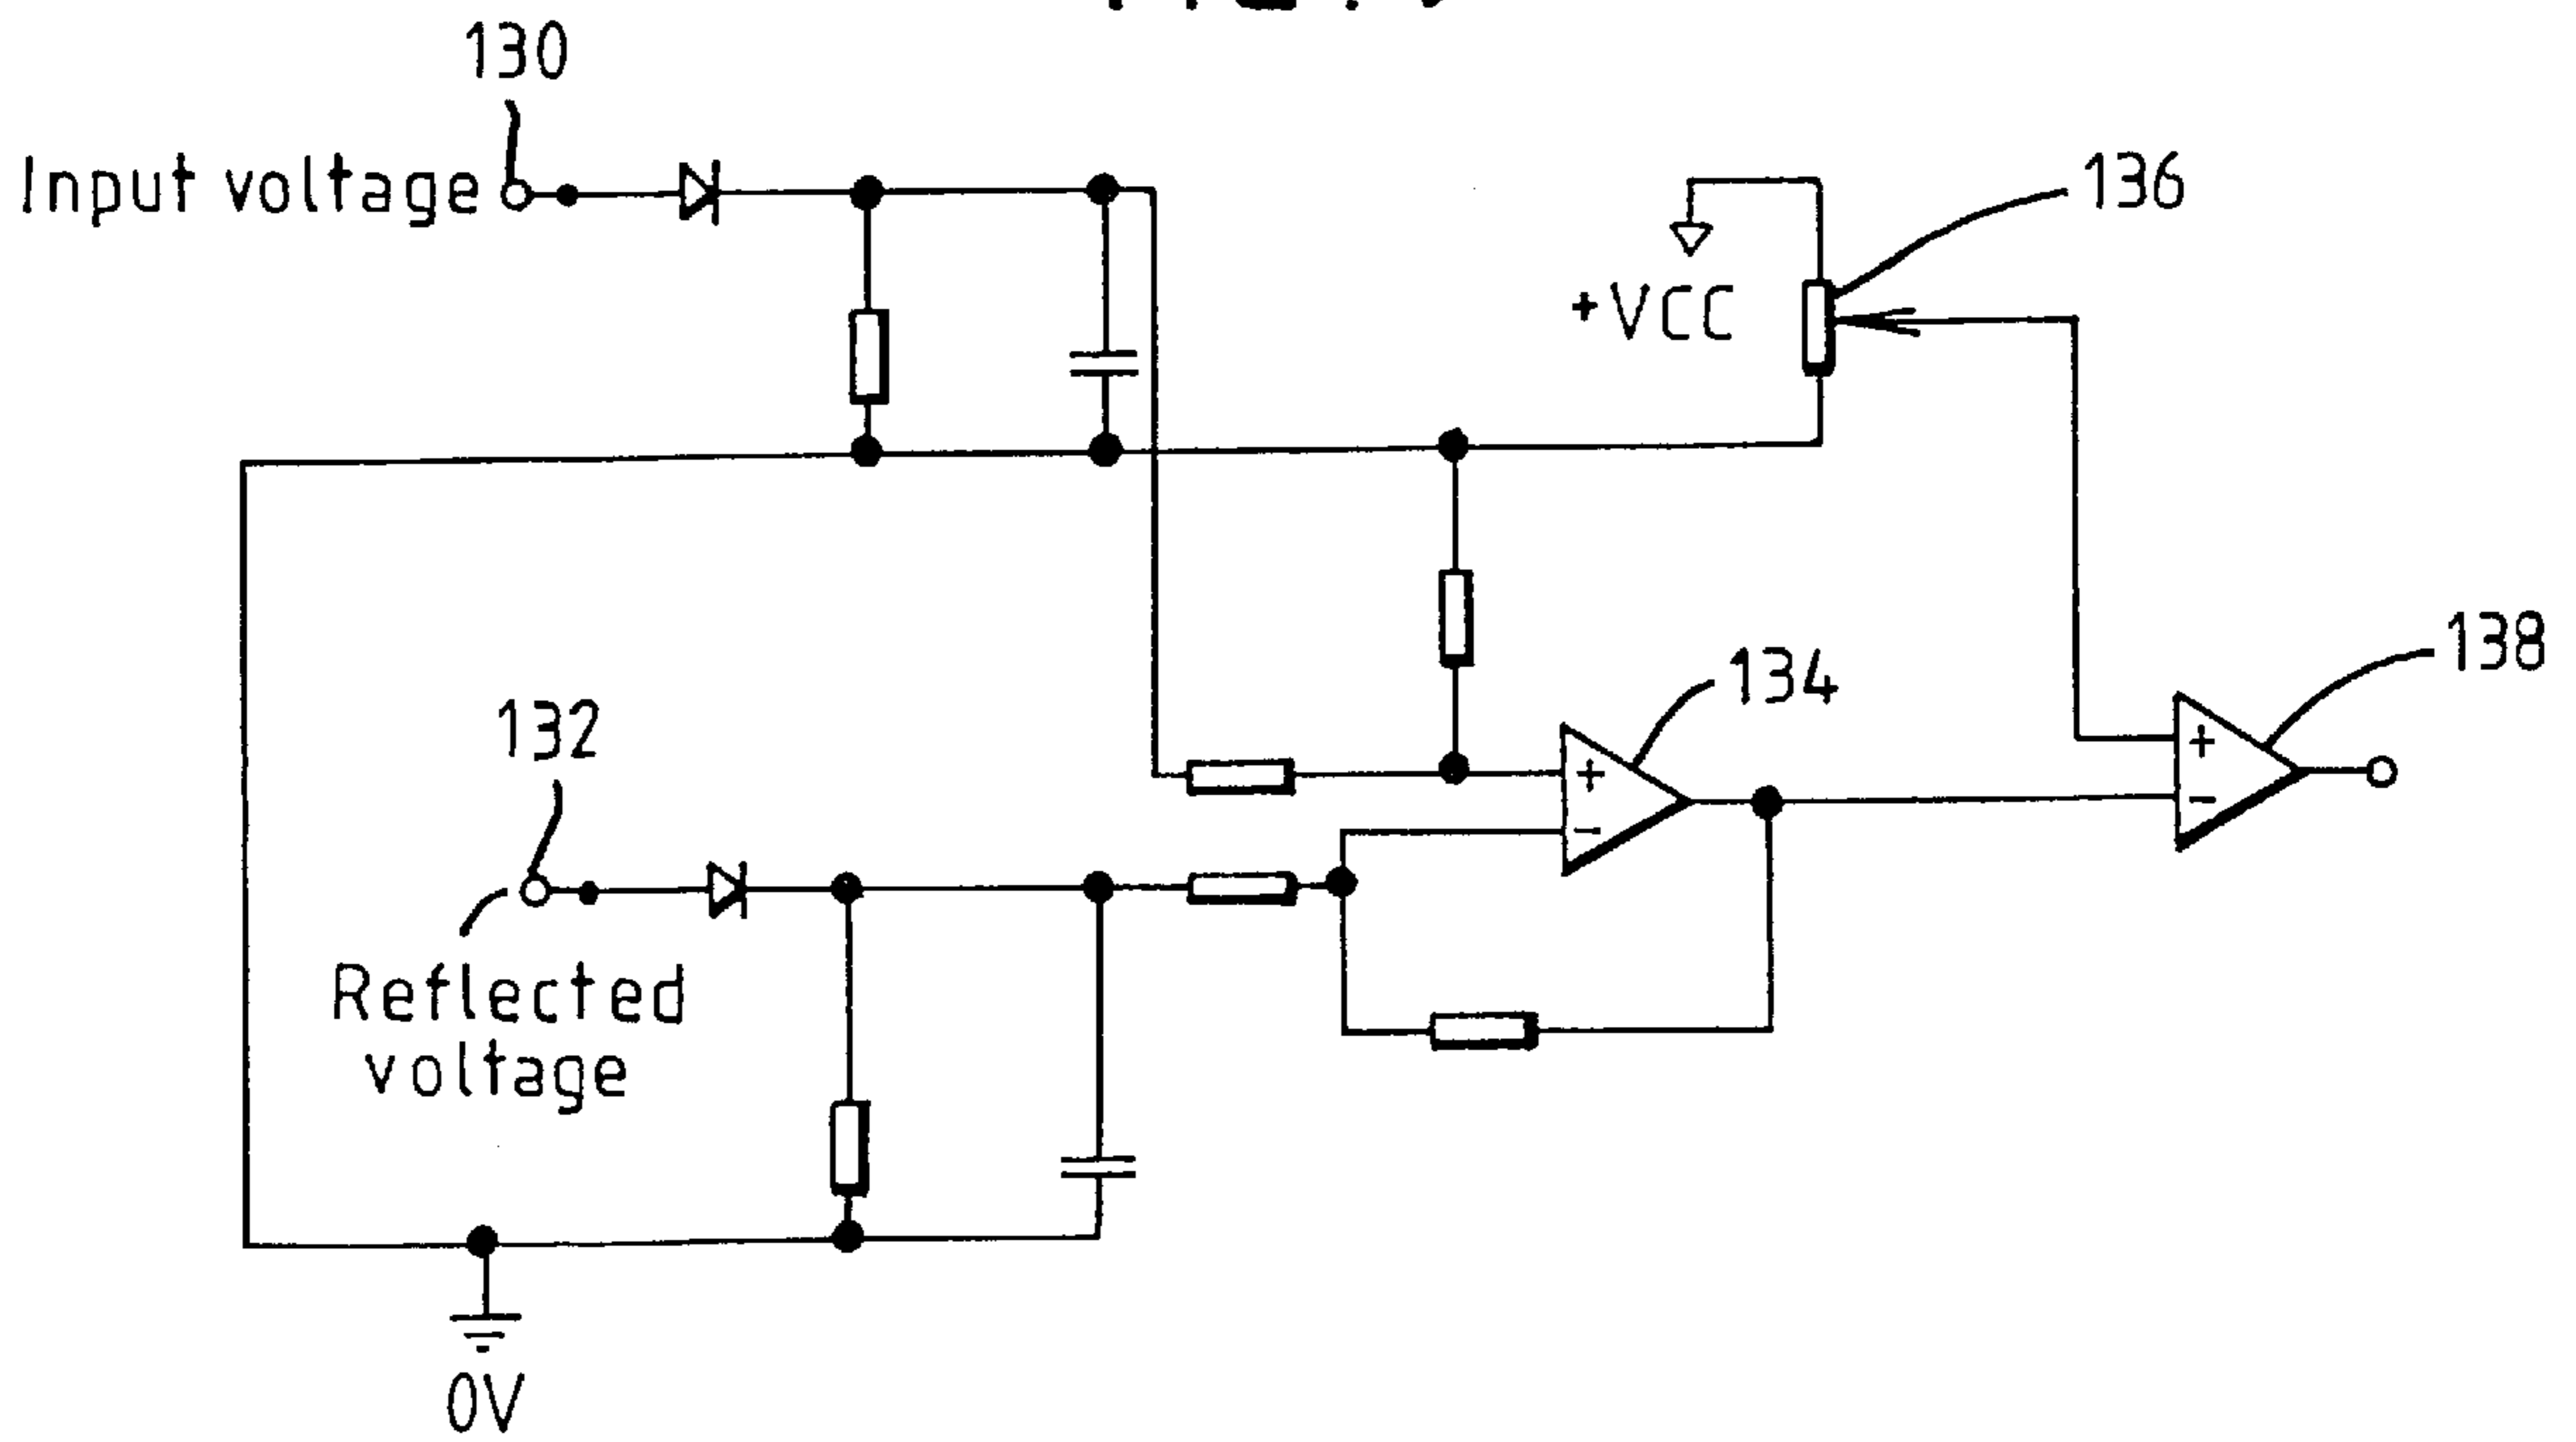 130
Input voltage
136
+VCC
138
134
132
+
+
-
-
Reflected
voltage
0V